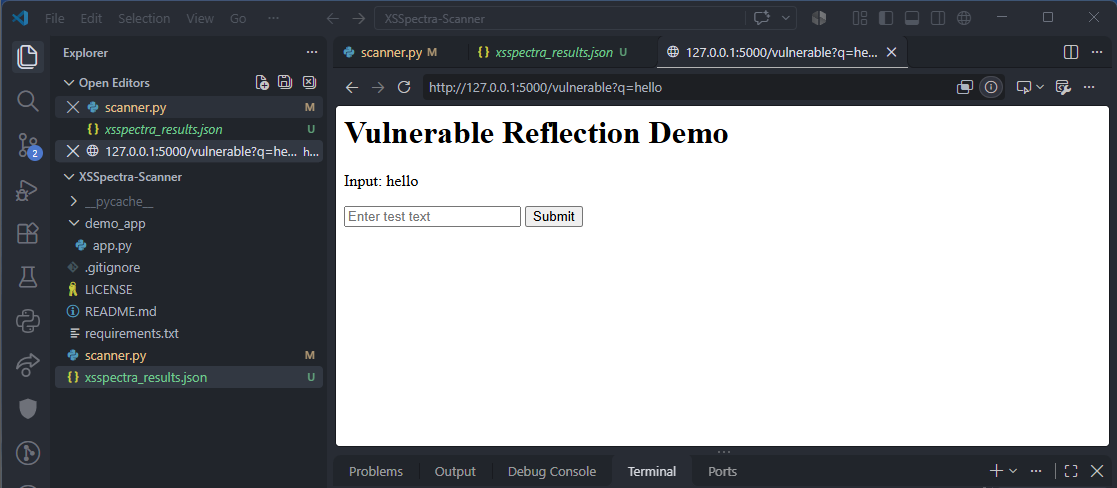 File Edit Selection View Go ... XSSpectra-Scanner
Explorer ...
Open Editors
scanner.py M
{} xsspectra_results.json U
127.0.0.1:5000/vulnerable?q=he... h...
XSSpectra-Scanner
__pycache__
demo_app
app.py
.gitignore
LICENSE
README.md
requirements.txt
scanner.py M
{} xsspectra_results.json U
2
scanner.py M {} xsspectra_results.json U 127.0.0.1:5000/vulnerable?q=he...
http://127.0.0.1:5000/vulnerable?q=hello
Vulnerable Reflection Demo
Input: hello
Enter test text Submit
Problems Output Debug Console Terminal Ports